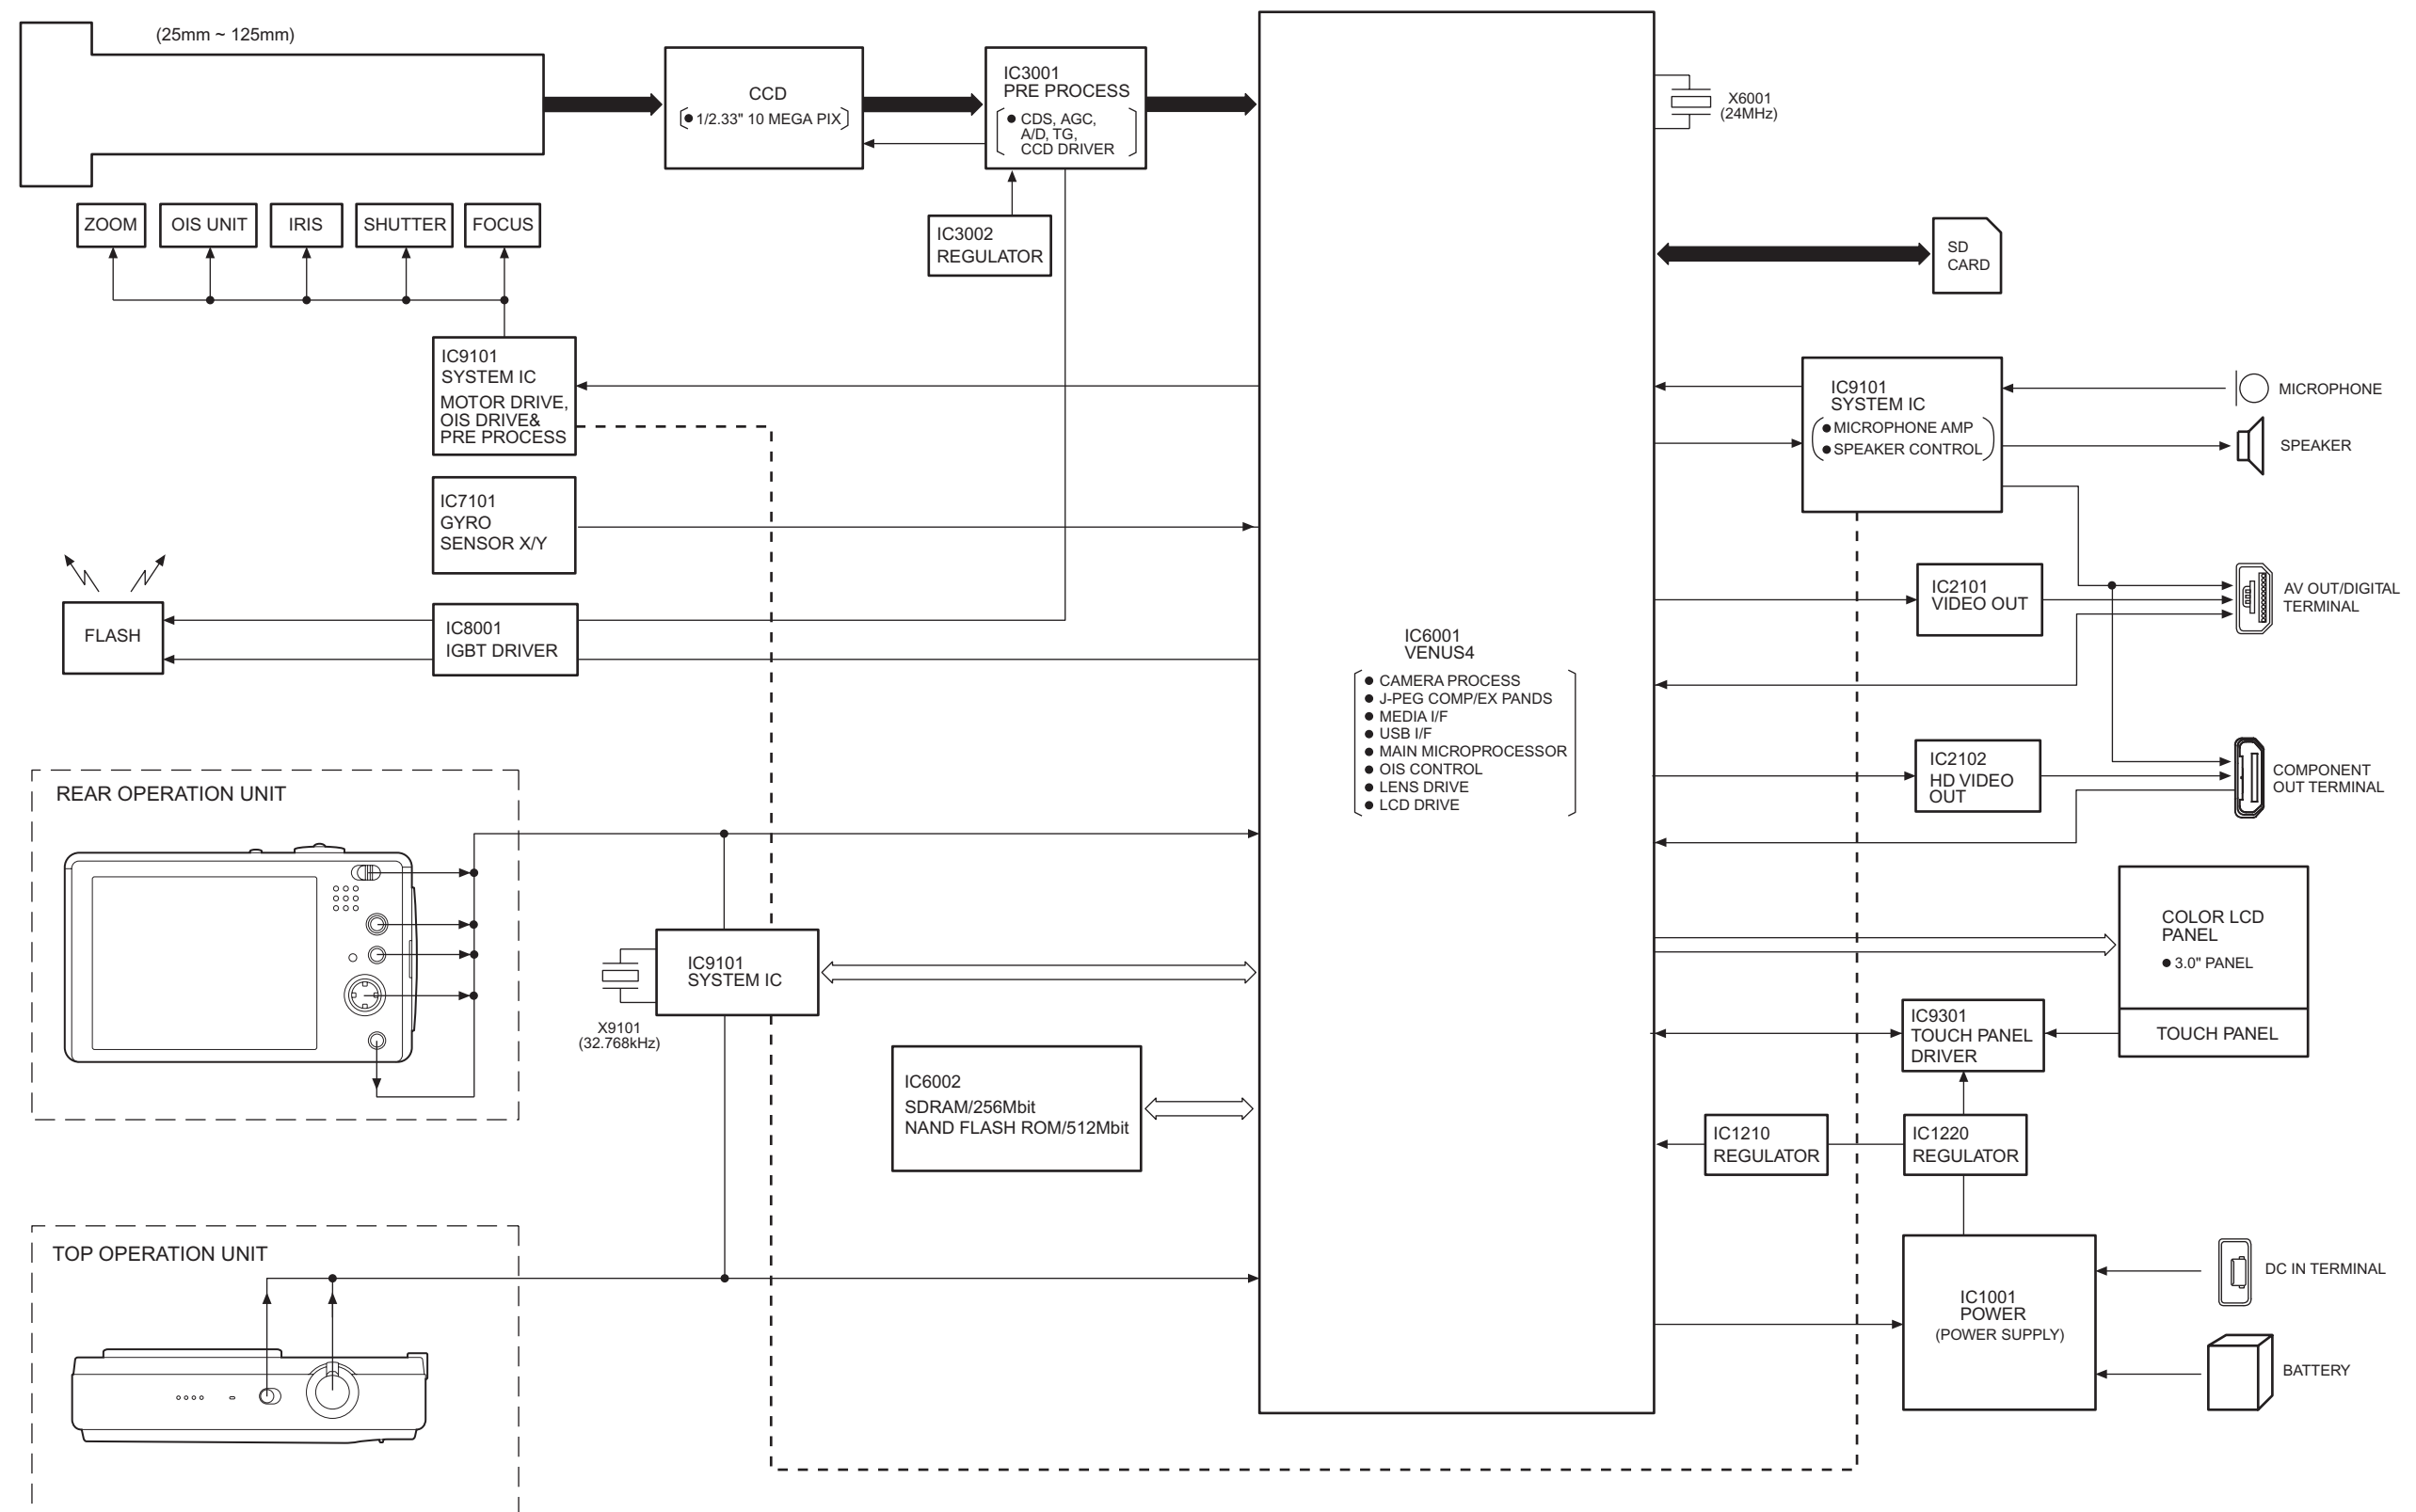 (25mm ~ 125mm)
CCD
● 1/2.33" 10 MEGA PIX
IC3001
PRE PROCESS
● CDS, AGC,
A/D, TG,
CCD DRIVER
X6001
(24MHz)
ZOOM
OIS UNIT
IRIS
SHUTTER
FOCUS
IC3002
REGULATOR
SD
CARD
IC9101
SYSTEM IC
MOTOR DRIVE,
OIS DRIVE&
PRE PROCESS
IC9101
SYSTEM IC
● MICROPHONE AMP
● SPEAKER CONTROL
MICROPHONE
SPEAKER
IC7101
GYRO
SENSOR X/Y
FLASH
IC8001
IGBT DRIVER
IC6001
VENUS4
● CAMERA PROCESS
● J-PEG COMP/EX PANDS
● MEDIA I/F
● USB I/F
● MAIN MICROPROCESSOR
● OIS CONTROL
● LENS DRIVE
● LCD DRIVE
IC2101
VIDEO OUT
AV OUT/DIGITAL
TERMINAL
IC2102
HD VIDEO
OUT
COMPONENT
OUT TERMINAL
REAR OPERATION UNIT
IC9101
SYSTEM IC
X9101
(32.768kHz)
COLOR LCD
PANEL
● 3.0" PANEL
TOUCH PANEL
IC9301
TOUCH PANEL
DRIVER
IC6002
SDRAM/256Mbit
NAND FLASH ROM/512Mbit
IC1210
REGULATOR
IC1220
REGULATOR
TOP OPERATION UNIT
IC1001
POWER
(POWER SUPPLY)
DC IN TERMINAL
BATTERY